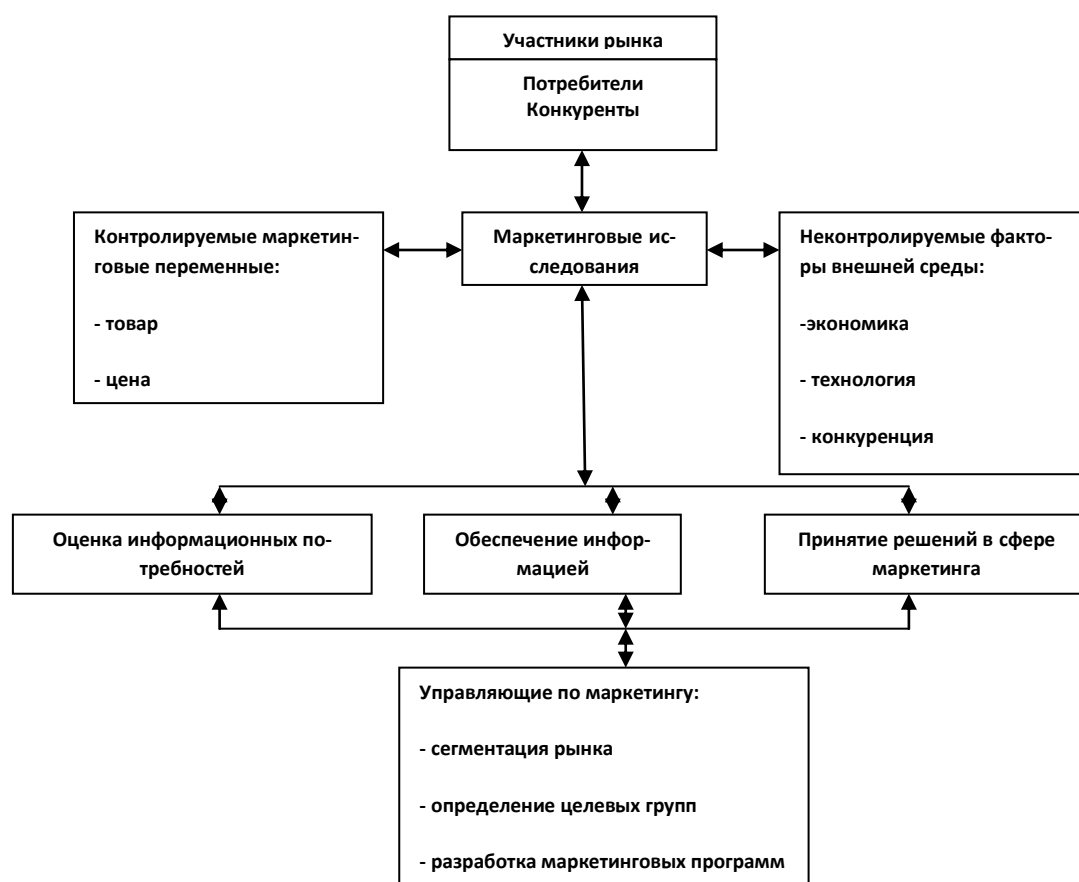 Участники рынка
Потребители
Конкуренты
Контролируемые маркетин-
говые переменные:
- товар
- цена
Маркетинговые ис-
следования
Неконтролируемые факто-
ры внешней среды:
-экономика
- технология
- конкуренция
Оценка информационных по-
требностей
Обеспечение инфор-
мацией
Принятие решений в сфере
маркетинга
Управляющие по маркетингу:
- сегментация рынка
- определение целевых групп
- разработка маркетинговых программ